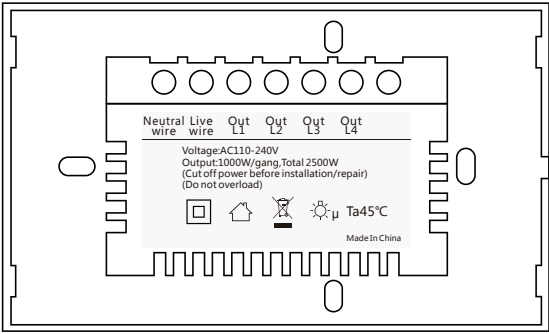 Neutral wire Live wire Out L1 Out L2 Out L3 Out L4
Voltage:AC110-240V
Output:1000W/gang,Total 2500W
(Cut off power before installation/repair)
(Do not overload)
μ Ta45℃
Made In China